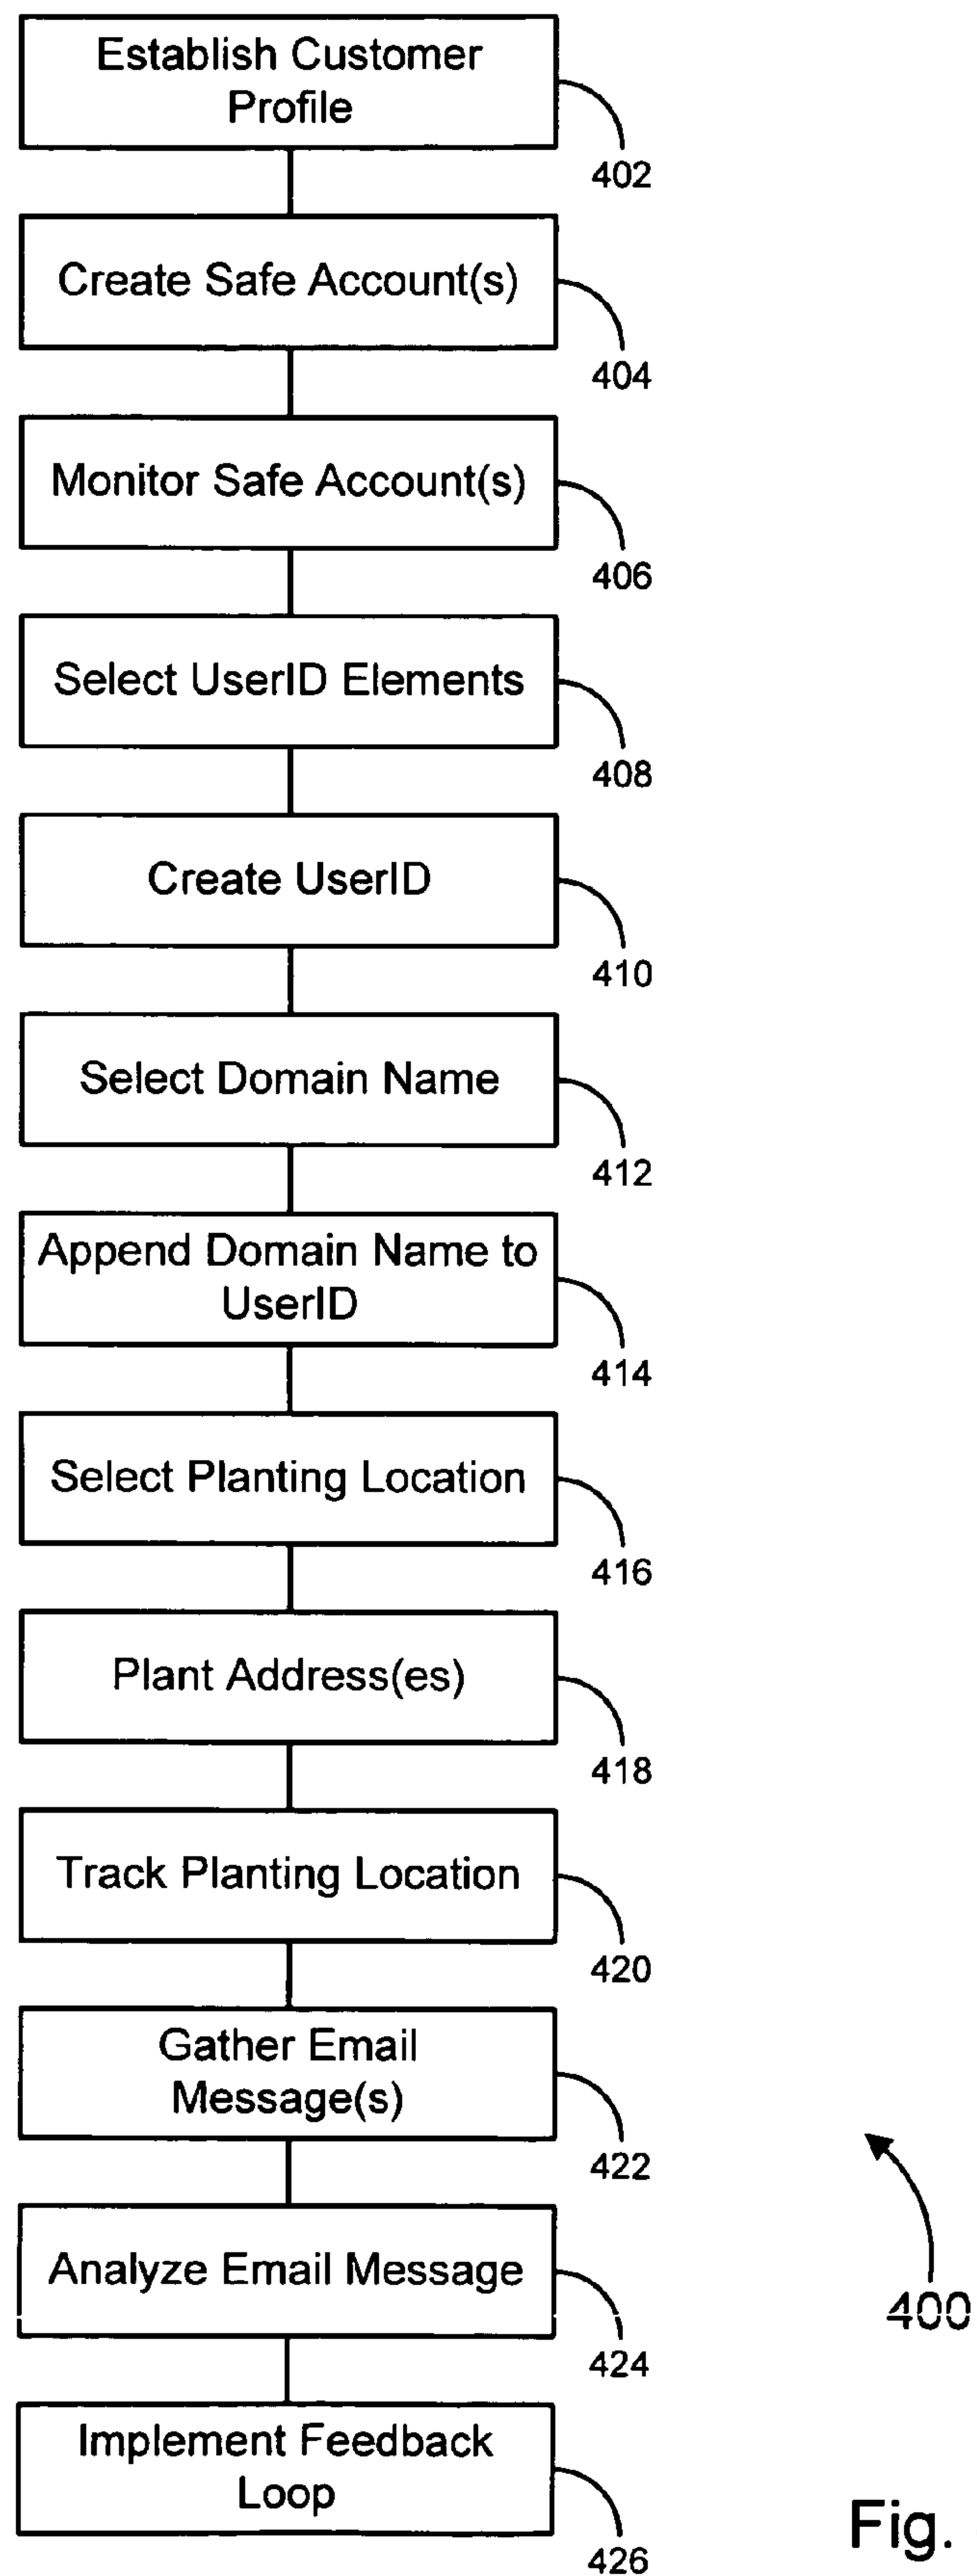 Establish Customer
Profile
402
Create Safe Account(s)
404
Monitor Safe Account(s)
406
Select UserID Elements
408
Create UserID
410
Select Domain Name
412
Append Domain Name to
UserID
414
Select Planting Location
416
Plant Address(es)
418
Track Planting Location
420
Gather Email
Message(s)
422
Analyze Email Message
424
400
Implement Feedback
Loop
426
Fig.